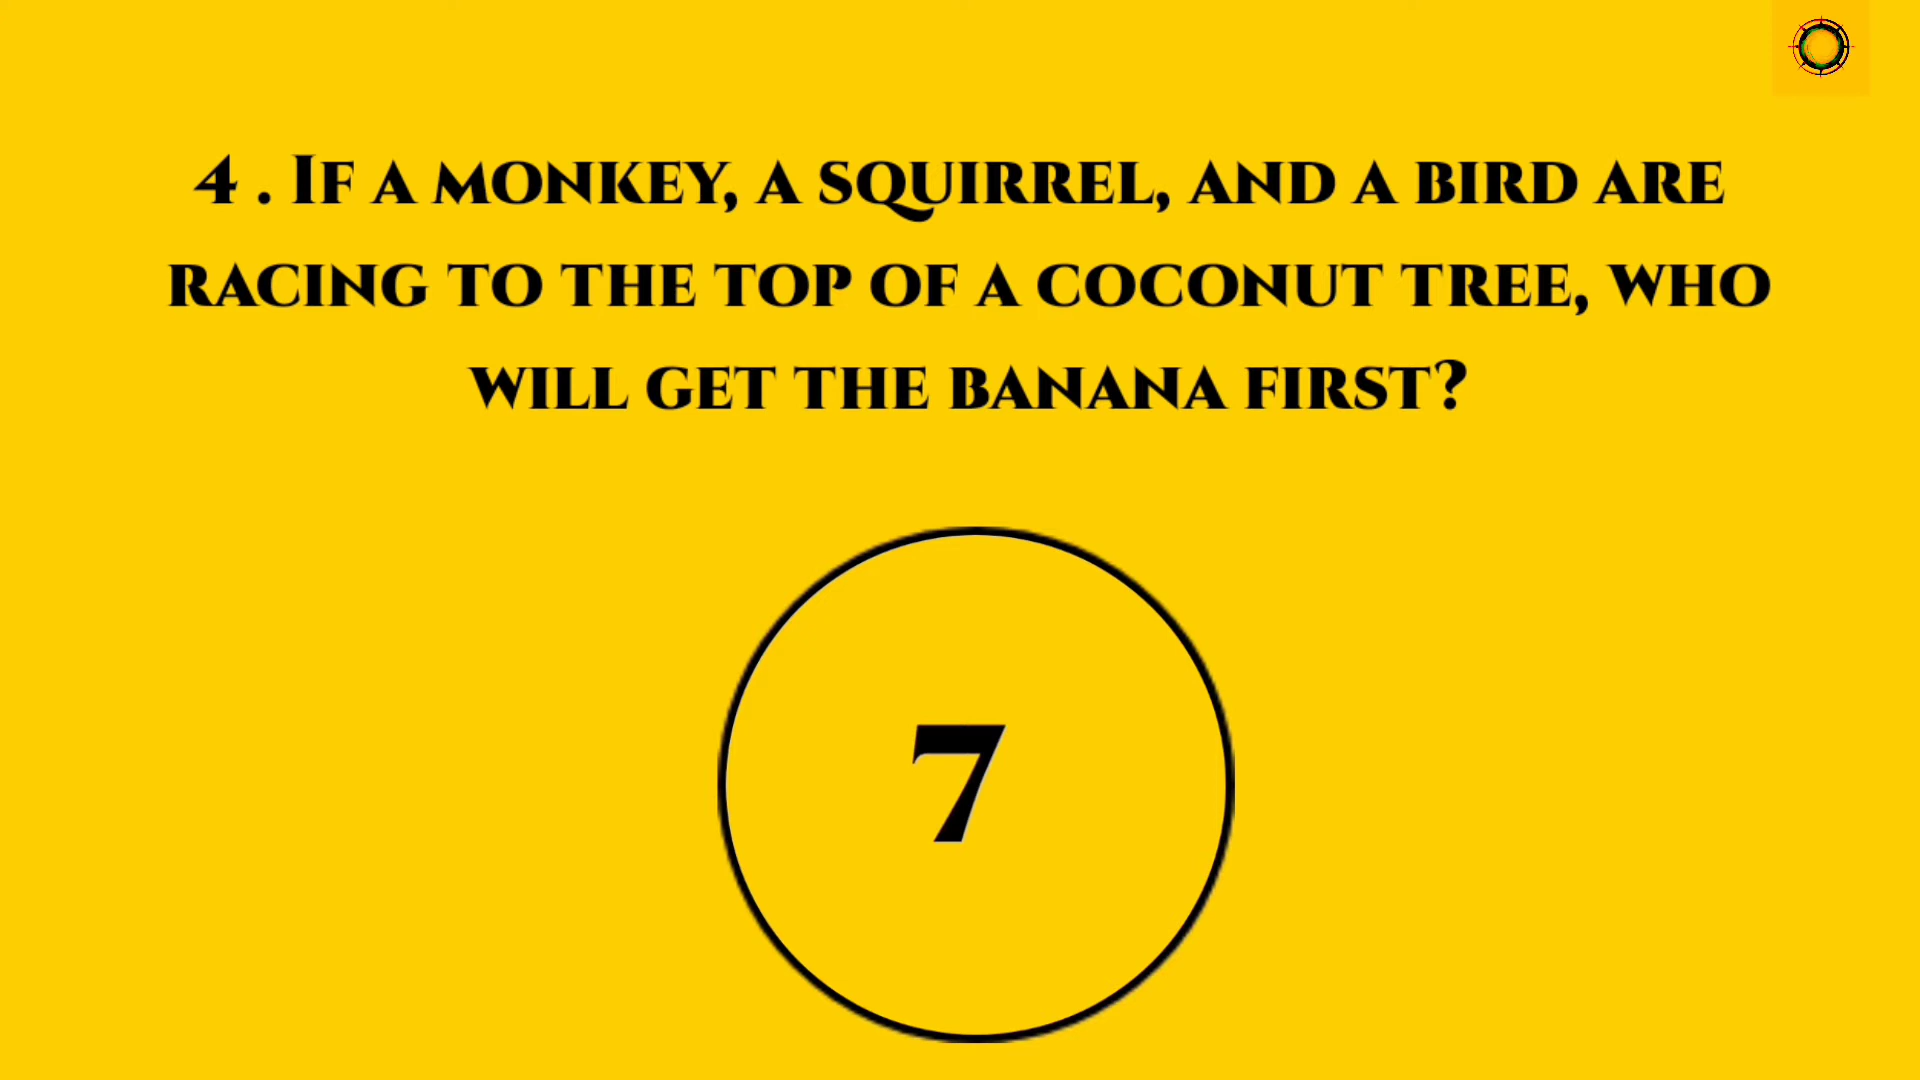 4 . If a monkey, a squirrel, and a bird are
racing to the top of a coconut tree, who
will get the banana first?
7